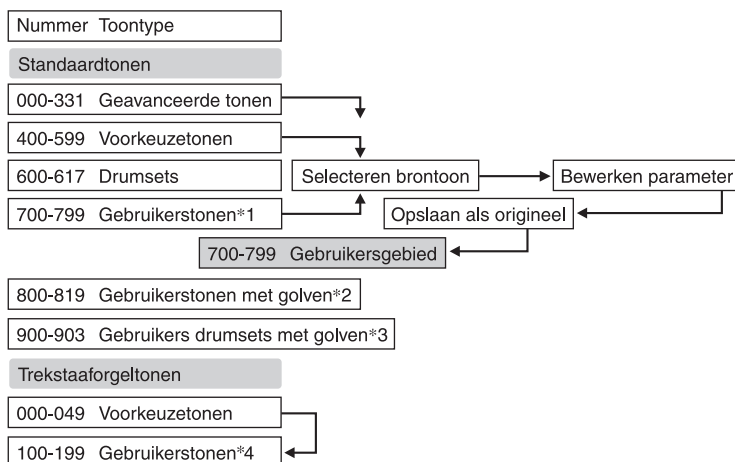 Nummer Toontype
Standaardtonen
000-331 Geavanceerde tonen
400-599 Voorkeuzetonen
600-617 Drumsets
Selecteren brontoon
Bewerken parameter
700-799 Gebruikerstonen*1
Opslaan als origineel
700-799 Gebruikersgebied
800-819 Gebruikerstonen met golven*2
900-903 Gebruikers drumsets met golven*3
Trekstaaforgeltonen
000-049 Voorkeuzetonen
100-199 Gebruikerstonen*4